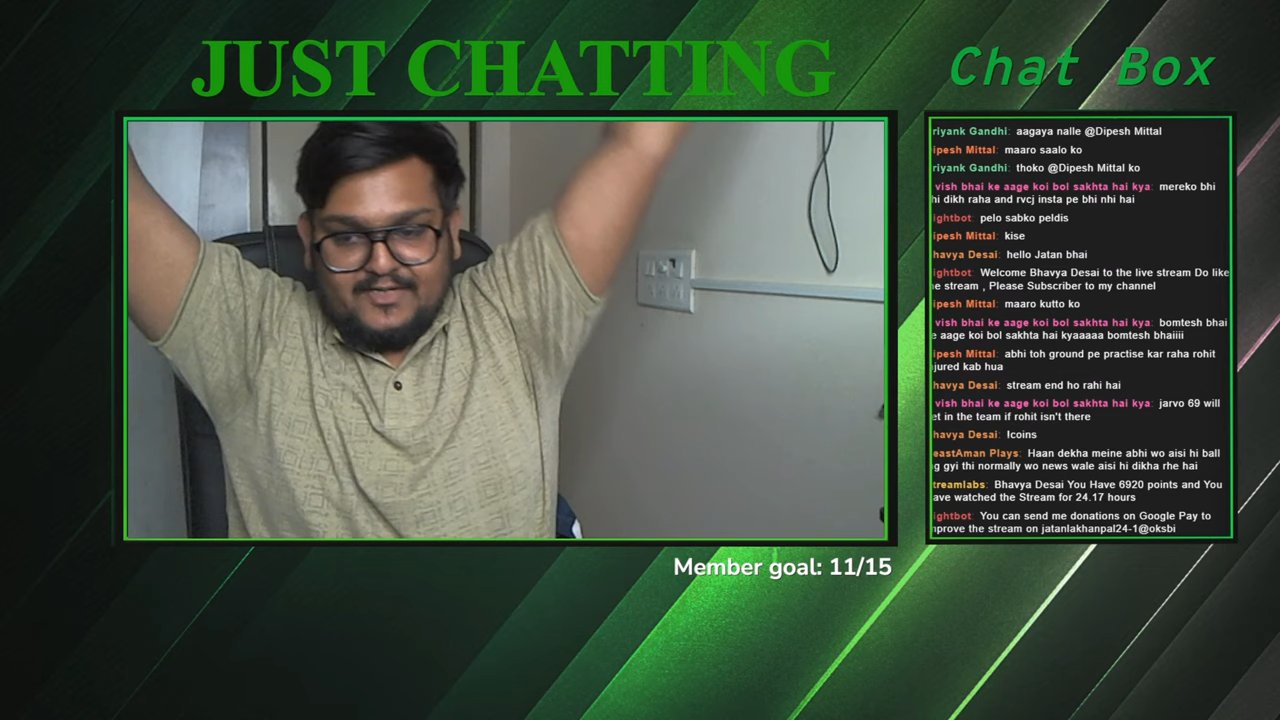 JUST CHATTING
Chat Box
riyank Gandhi: aagaya nalle @Dipesh Mittal
ipesh Mittal: maaro saalo ko
riyank Gandhi: thoko @Dipesh Mittal ko
vish bhai ke aage koi bol sakhta hai kya: mereko bhi
hi dikh raha and rvcj insta pe bhi nhi hai
ightbot: pelo sabko peldis
ipesh Mittal: kise
havya Desai: hello Jatan bhai
ightbot: Welcome Bhavya Desai to the live stream Do like
e stream , Please Subscriber to my channel
ipesh Mittal: maaro kutto ko
vish bhai ke aage koi bol sakhta hai kya: bomtesh bhai
e aage koi bol sakhta hai kyaaaaa bomtesh bhaiiii
ipesh Mittal: abhi toh ground pe practise kar raha rohit
jured kab hua
havya Desai: stream end ho rahi hai
vish bhai ke aage koi bol sakhta hai kya: jarvo 69 will
et in the team if rohit isn't there
havya Desai: !coins
eastAman Plays: Haan dekha meine abhi wo aisi hi ball
g gyi thi normally wo news wale aisi hi dikha rhe hai
treamlabs: Bhavya Desai You Have 6920 points and You
ave watched the Stream for 24.17 hours
ightbot: You can send me donations on Google Pay to
mprove the stream on jatanlakhanpal24-1@oksbi
Member goal: 11/15